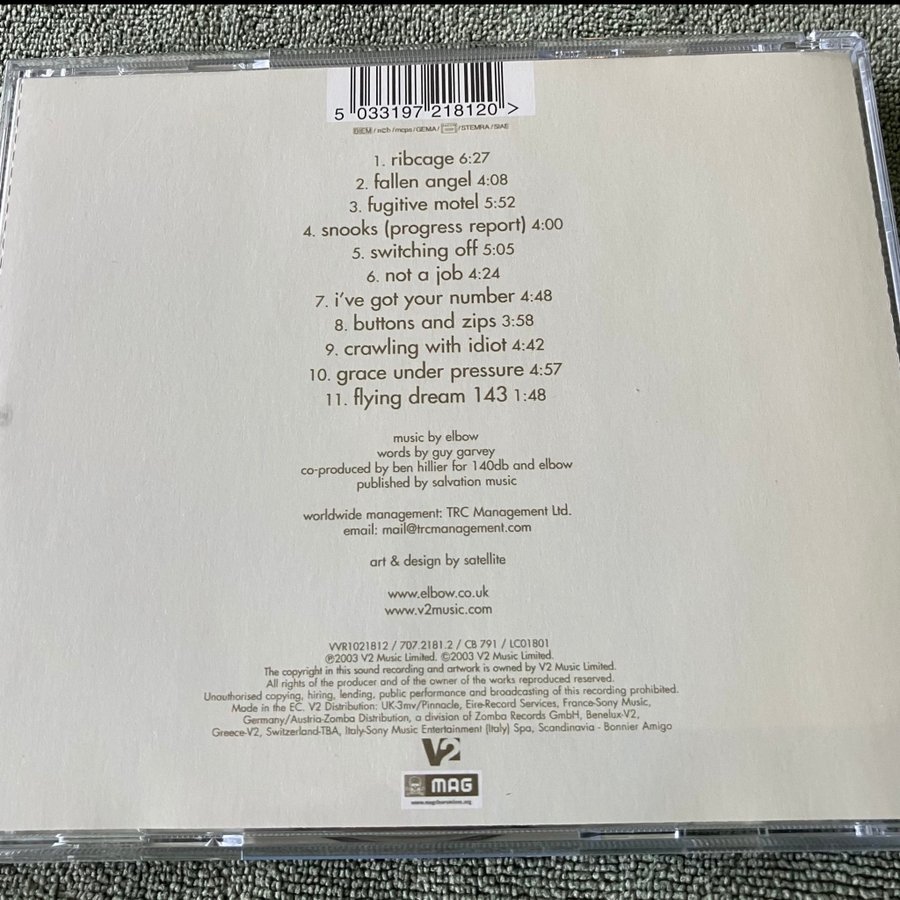 5 033197 218120 >
BIEM / ncb / mcps / GEMA / / STEMRA / SIAE
1. ribcage 6:27
2. fallen angel 4:08
3. fugitive motel 5:52
4. snooks (progress report) 4:00
5. switching off 5:05
6. not a job 4:24
7. i've got your number 4:48
8. buttons and zips 3:58
9. crawling with idiot 4:42
10. grace under pressure 4:57
11. flying dream 143 1:48
music by elbow
words by guy garvey
co-produced by ben hillier for 140db and elbow
published by salvation music
worldwide management: TRC Management Ltd.
email: mail@trcmanagement.com
art & design by satellite
www.elbow.co.uk
www.v2music.com
VVR1021812 / 707.2181.2 / CB 791 / LC01801
℗2003 V2 Music Limited. ©2003 V2 Music Limited.
The copyright in this sound recording and artwork is owned by V2 Music Limited.
All rights of the producer and of the owner of the works reproduced reserved.
Unauthorised copying, hiring, lending, public performance and broadcasting of this recording prohibited.
Made in the EC. V2 Distribution: UK-3mv/Pinnacle, Eire-Record Services, France-Sony Music,
Germany/Austria-Zomba Distribution, a division of Zomba Records GmbH, Benelux-V2,
Greece-V2, Switzerland-TBA, Italy-Sony Music Entertainment (Italy) Spa, Scandinavia - Bonnier Amigo
V2
MAG
www.magclearsmines.org